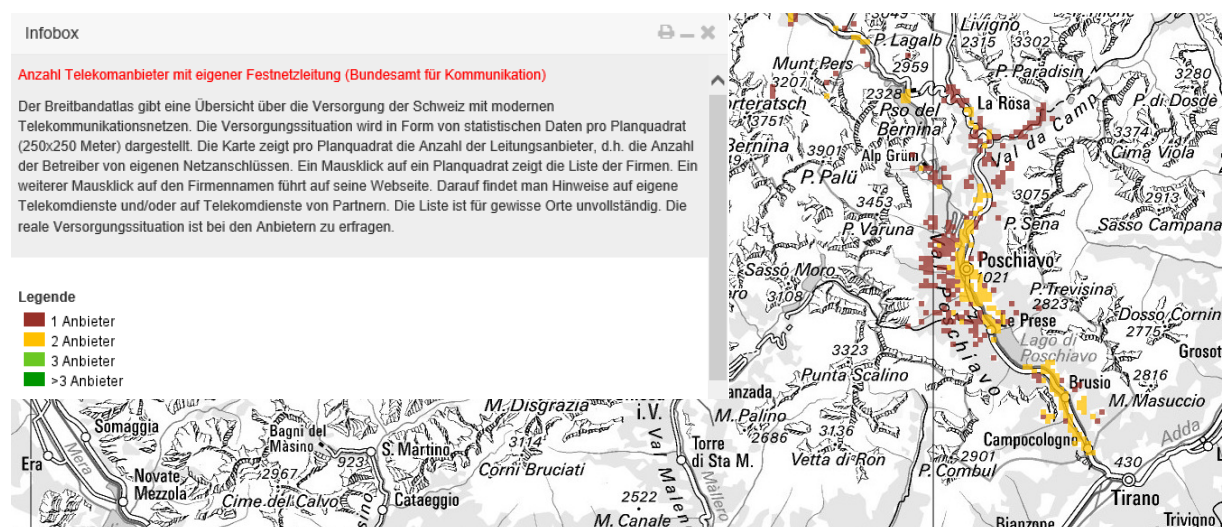 Infobox
Anzahl Telekomanbieter mit eigener Festnetzleitung (Bundesamt für Kommunikation)
Der Breitbandatlas gibt eine Übersicht über die Versorgung der Schweiz mit modernen
Telekommunikationsnetzen. Die Versorgungssituation wird in Form von statistischen Daten pro Planquadrat
(250x250 Meter) dargestellt. Die Karte zeigt pro Planquadrat die Anzahl der Leitungsanbieter, d.h. die Anzahl
der Betreiber von eigenen Netzanschlüssen. Ein Mausklick auf ein Planquadrat zeigt die Liste der Firmen. Ein
weiterer Mausklick auf den Firmennamen führt auf seine Webseite. Darauf findet man Hinweise auf eigene
Telekomdienste und/oder auf Telekomdienste von Partnern. Die Liste ist für gewisse Orte unvollständig. Die
reale Versorgungssituation ist bei den Anbietern zu erfragen.
Legende
1 Anbieter
2 Anbieter
3 Anbieter
>3 Anbieter
Livigno
2315 3302
P. Lagalb
2959
Munt Pers
3207
P. Paradisin
3280
2328
Pso del
Bernina
La Rösa
P. di Dosde
3751
Val da Camp
3374
Cima Viola
3901
Alp Grüm
P. Palü
3453
3075
2913
P. Varuna
P. Sena
Sasso Campana
Poschiavo
1021
Val Poschiavo
Sasso Moro
3108
P. Trevisina
2823
Le Prese
Dosso Cornin
2775
Lago di
Poschiavo
Grosot
3323
Punta Scalino
Brusio
2816
M. Masuccio
anzada
M. Palino
2686
3136
Vetta di Ron
Campocologno
2901
P. Combul
Adda
430
Tirano
Bianzone
Trivign
Somaggia
Era
Mera
Novate
Mezzola
Bagni del
Màsino
2967
923
Cime del Calvo
S. Martino
Cataeggio
M. Disgrazia
3114
Corni Bruciati
i.V.
Val Malen
Torre
di Sta M.
Mallero
2522
M. Canale